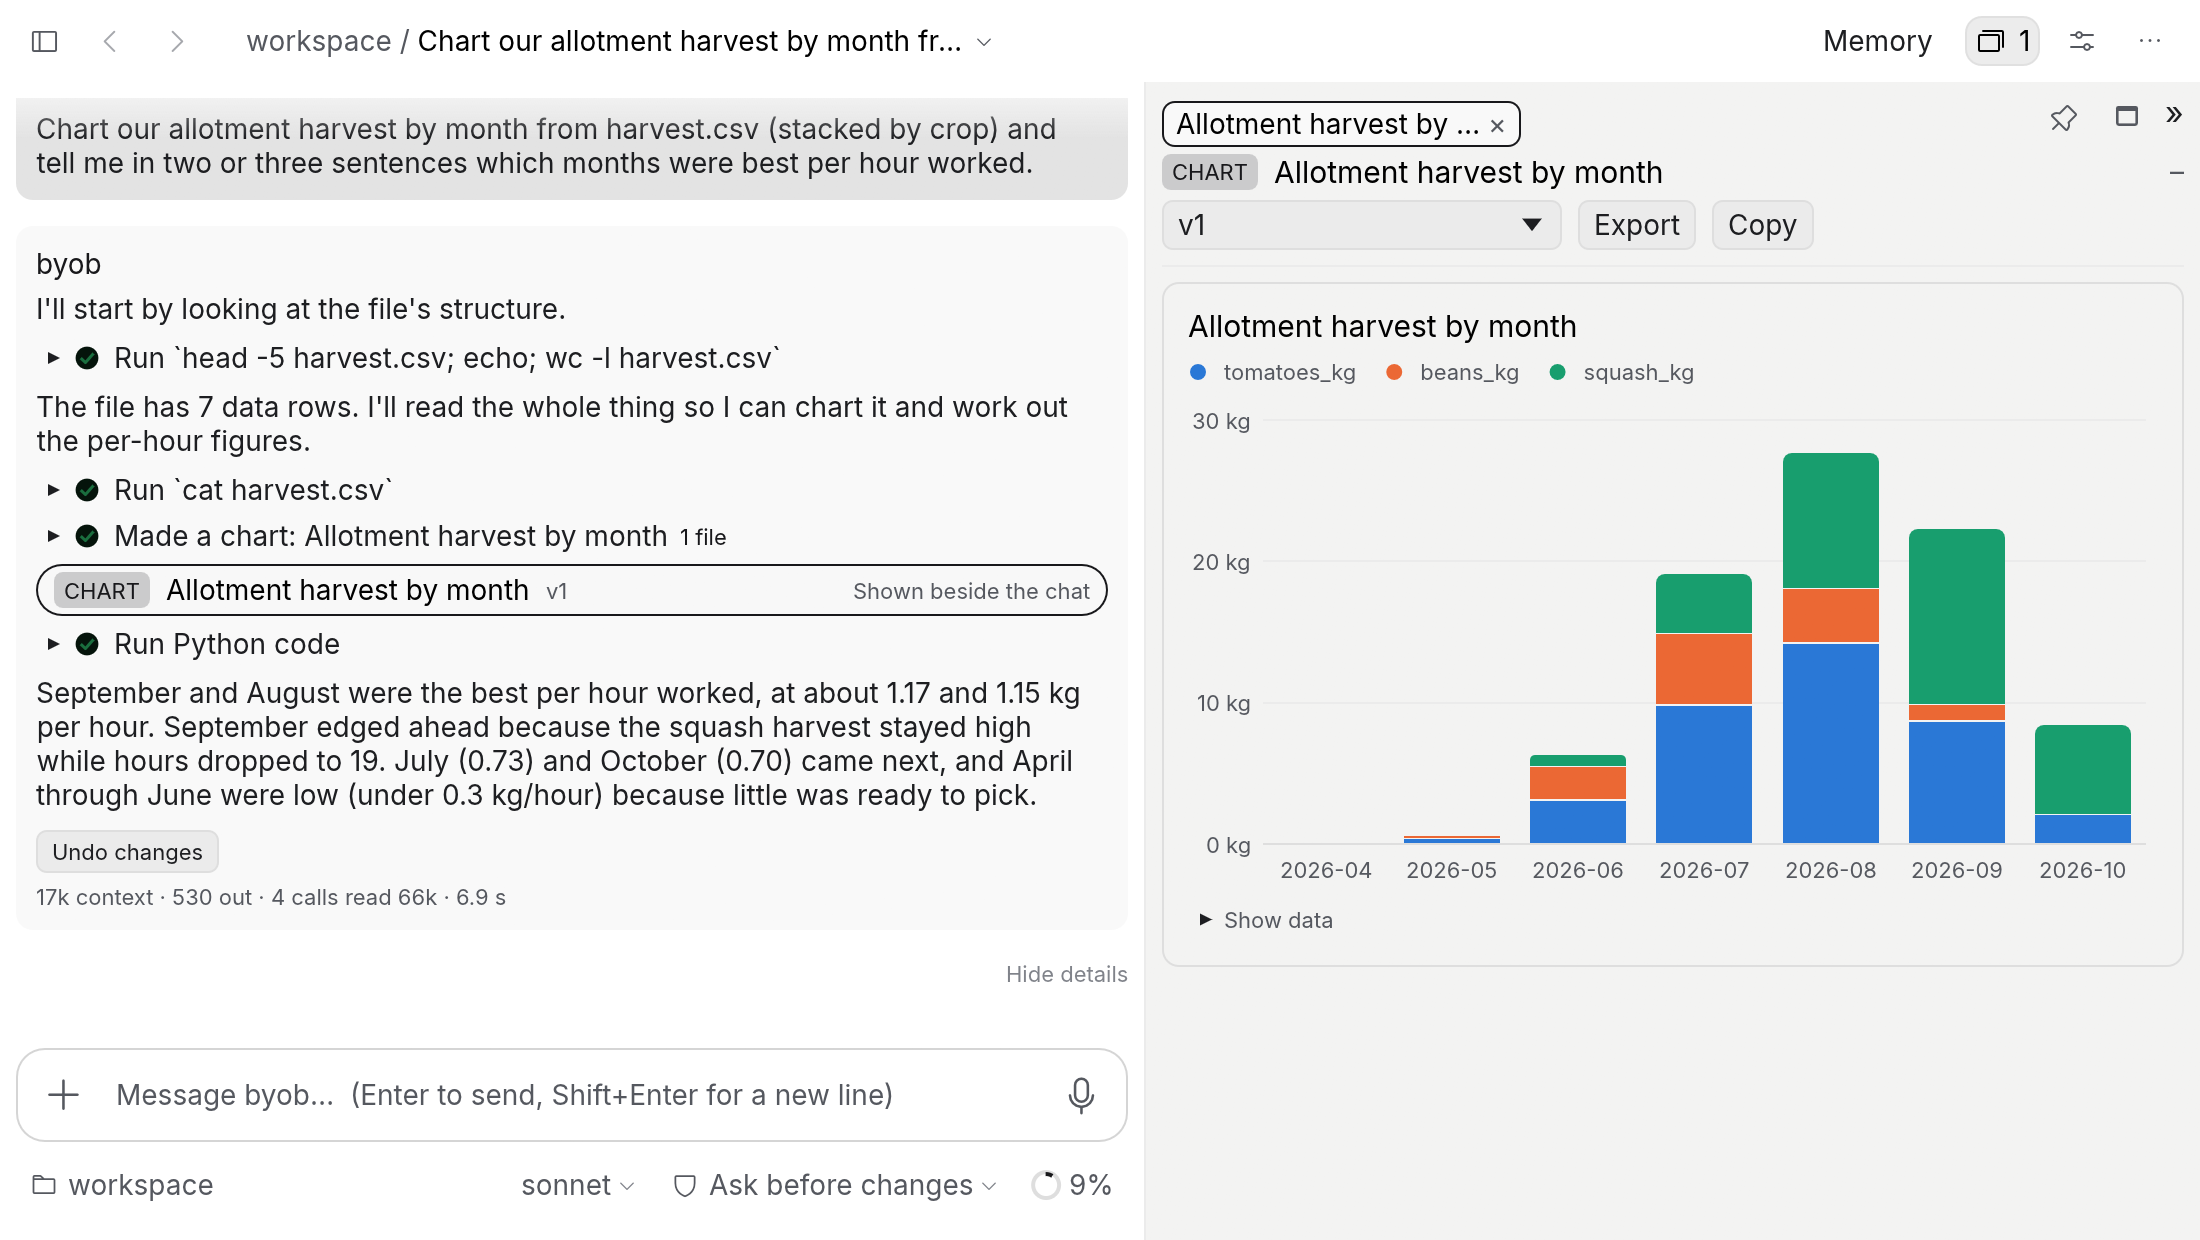 workspace / Chart our allotment harvest by month fr...
Memory
1
Chart our allotment harvest by month from harvest.csv (stacked by crop) and
tell me in two or three sentences which months were best per hour worked.
byob
I'll start by looking at the file's structure.
Run `head -5 harvest.csv; echo; wc -l harvest.csv`
The file has 7 data rows. I'll read the whole thing so I can chart it and work out
the per-hour figures.
Run `cat harvest.csv`
Made a chart: Allotment harvest by month 1 file
CHART Allotment harvest by month v1 Shown beside the chat
Run Python code
September and August were the best per hour worked, at about 1.17 and 1.15 kg
per hour. September edged ahead because the squash harvest stayed high
while hours dropped to 19. July (0.73) and October (0.70) came next, and April
through June were low (under 0.3 kg/hour) because little was ready to pick.
Undo changes
17k context · 530 out · 4 calls read 66k · 6.9 s
Hide details
Message byob... (Enter to send, Shift+Enter for a new line)
workspace
sonnet
Ask before changes
9%
Allotment harvest by ... ×
CHART Allotment harvest by month
v1
Export
Copy
Allotment harvest by month
tomatoes_kg beans_kg squash_kg
30 kg
20 kg
10 kg
0 kg
2026-04 2026-05 2026-06 2026-07 2026-08 2026-09 2026-10
Show data